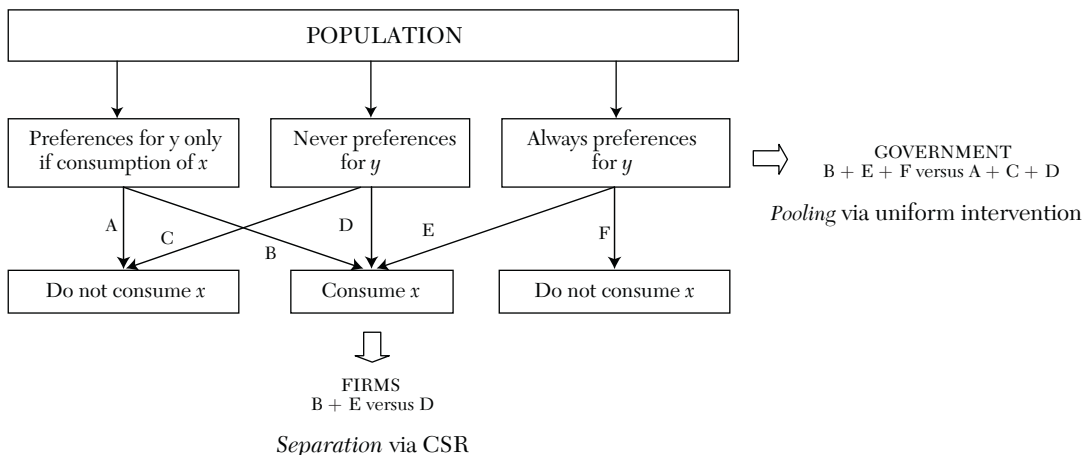 POPULATION
Preferences for y only
if consumption of x
Never preferences
for y
Always preferences
for y
GOVERNMENT
B + E + F versus A + C + D
Pooling via uniform intervention
A
C
B
D
E
F
Do not consume x
Consume x
Do not consume x
FIRMS
B + E versus D
Separation via CSR